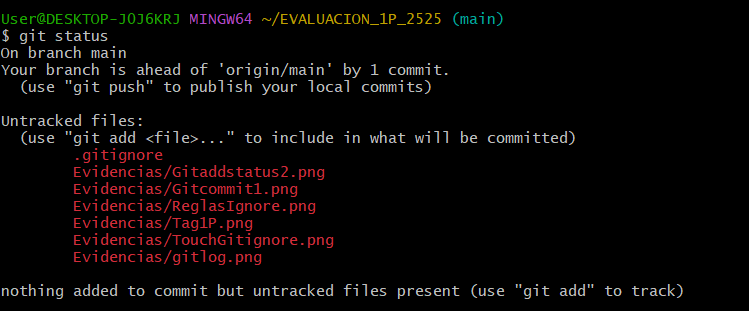 User@DESKTOP-JOJ6KRJ MINGW64 ~/EVALUACION_1P_2525 (main)
$ git status
On branch main
Your branch is ahead of 'origin/main' by 1 commit.
  (use "git push" to publish your local commits)

Untracked files:
  (use "git add <file>..." to include in what will be committed)
        .gitignore
        Evidencias/Gitaddstatus2.png
        Evidencias/Gitcommit1.png
        Evidencias/ReglasIgnore.png
        Evidencias/Tag1P.png
        Evidencias/TouchGitignore.png
        Evidencias/gitlog.png

nothing added to commit but untracked files present (use "git add" to track)